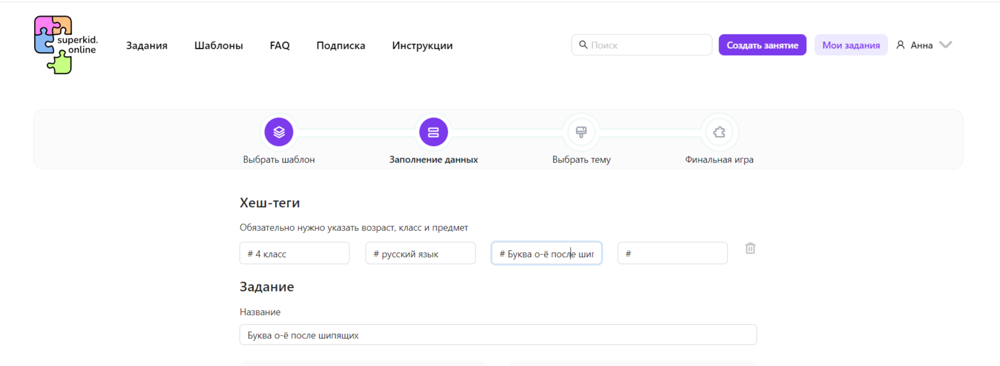 superkid.
online
Задания Шаблоны FAQ Подписка Инструкции Поиск Создать занятие Мои задания Анна
Выбрать шаблон Заполнение данных Выбрать тему Финальная игра
Хеш-теги
Обязательно нужно указать возраст, класс и предмет
# 4 класс # русский язык # Буква о-ё после шип #
Задание
Название
Буква о-ё после шипящих